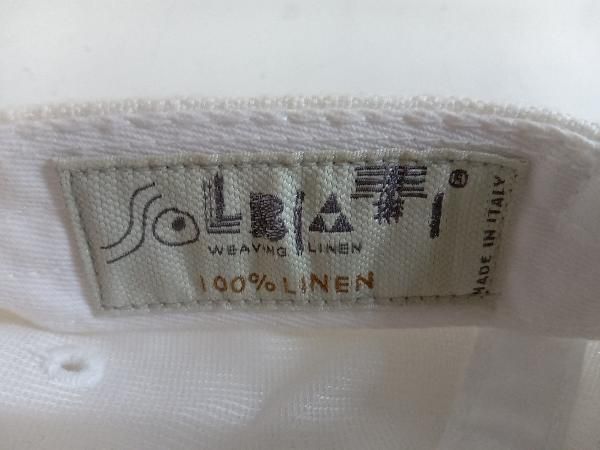 SOLBIATI®
WEAVING LINEN
100% LINEN
MADE IN ITALY